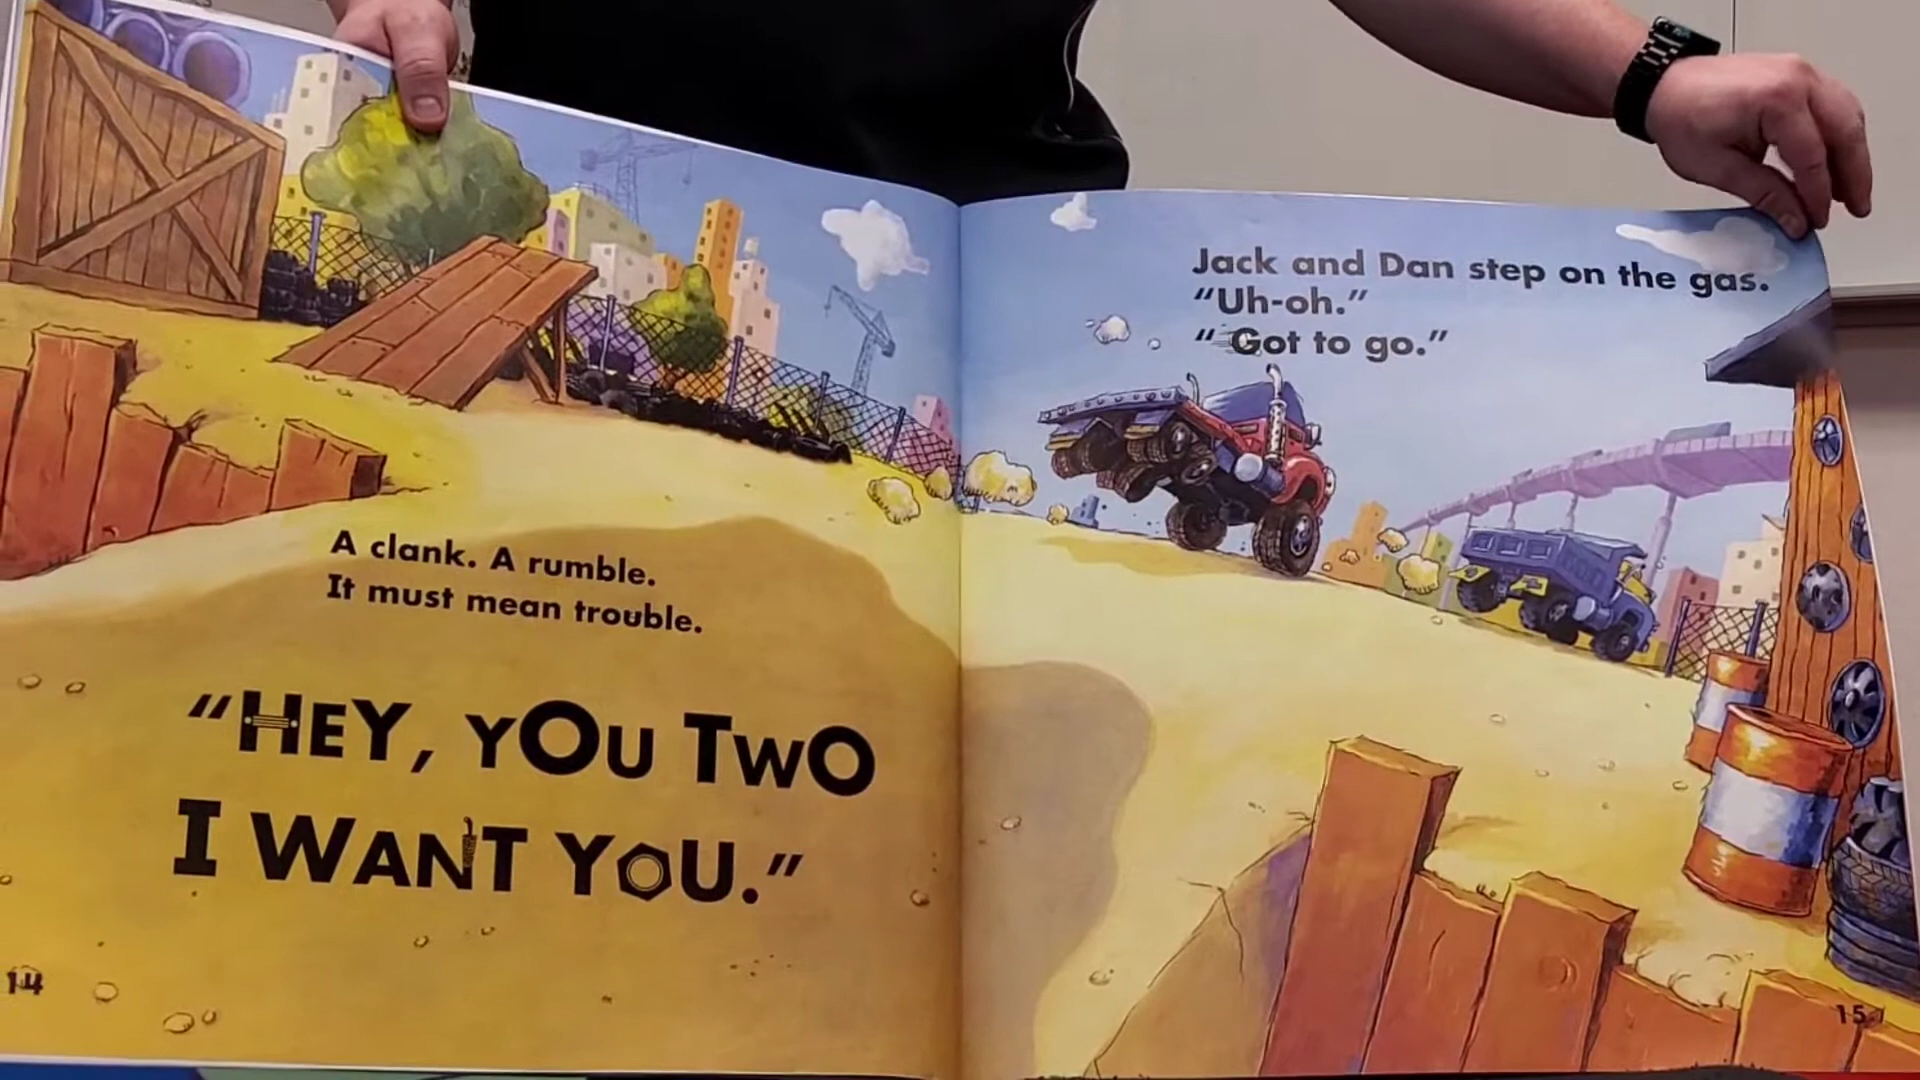 A clank. A rumble.
It must mean trouble.
“HEY, YOU TWO
I WANT YOU.”
14
Jack and Dan step on the gas.
“Uh-oh.”
“Got to go.”
15